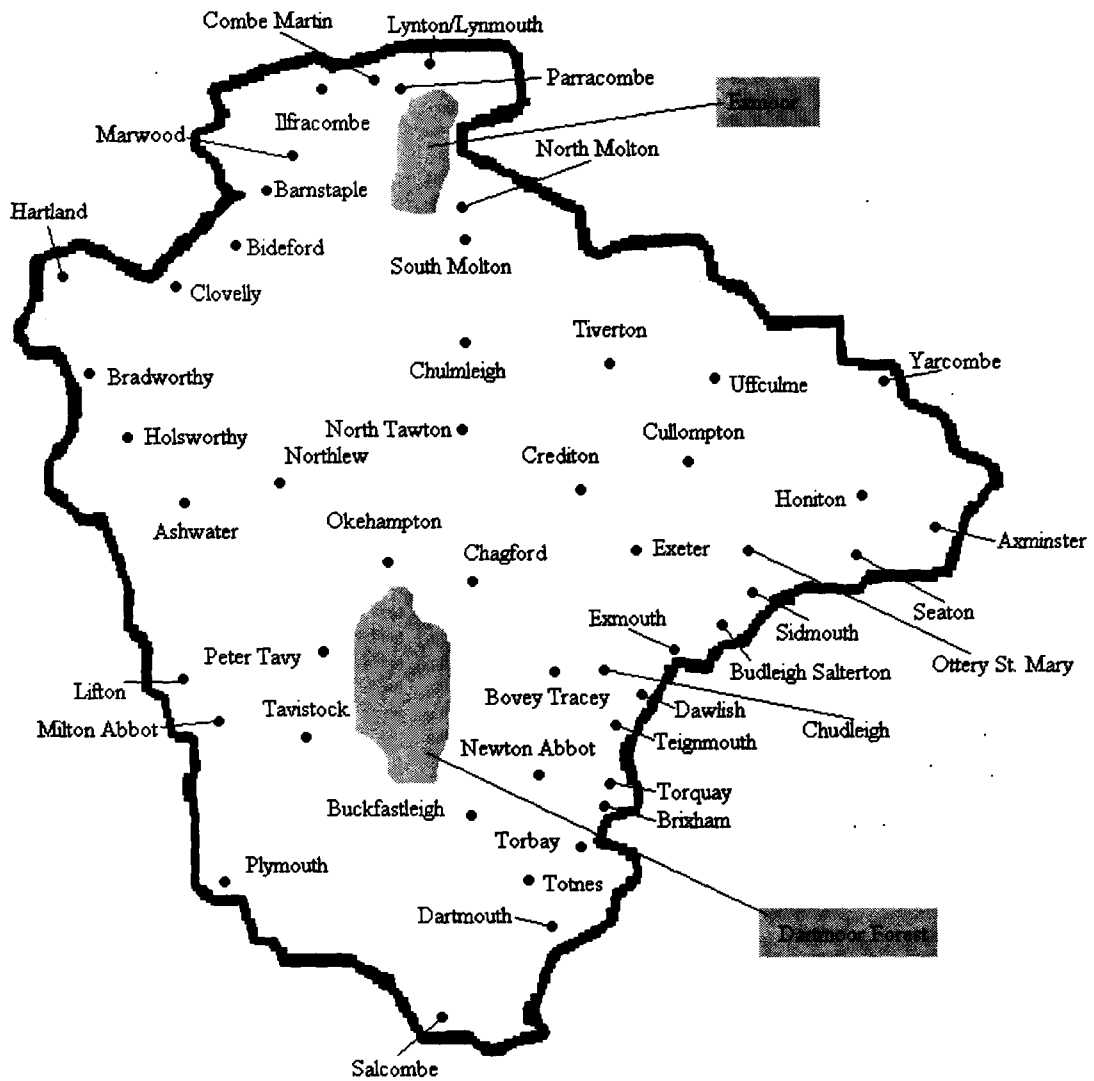 Combe Martin
Lynton/Lynmouth
Parracombe
Exmoor
Ilfracombe
Marwood
North Molton
Barnstaple
Hartland
Bideford
South Molton
Clovelly
Tiverton
Chulmleigh
Yarcombe
Bradworthy
Uffculme
North Tawton
Cullompton
Holsworthy
Northlew
Crediton
Honiton
Ashwater
Okehampton
Chagford
Exeter
Axminster
Seaton
Exmouth
Sidmouth
Peter Tavy
Ottery St. Mary
Budleigh Salterton
Lifton
Bovey Tracey
Tavistock
Dawlish
Milton Abbot
Chudleigh
Teignmouth
Newton Abbot
Torquay
Buckfastleigh
Brixham
Torbay
Plymouth
Totnes
Dartmouth
Dartmoor Forest
Salcombe